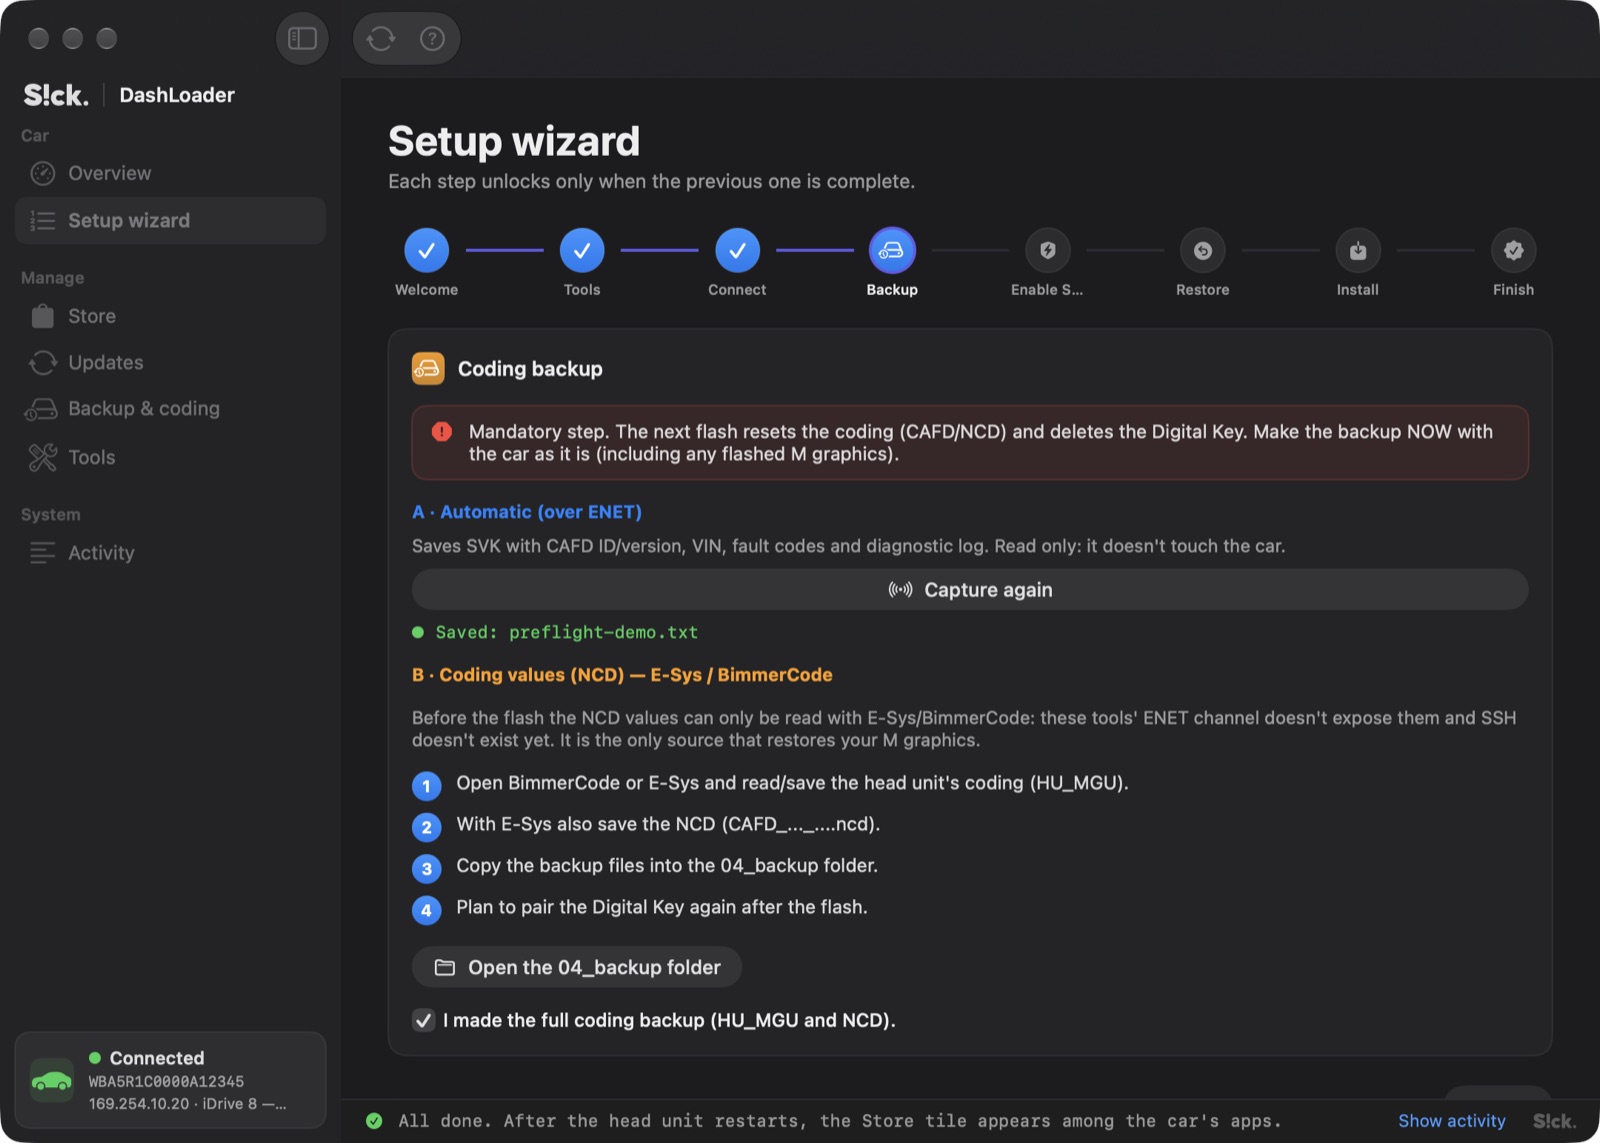 S!ck. DashLoader
Car
Overview
Setup wizard
Manage
Store
Updates
Backup & coding
Tools
System
Activity
Connected
WBA5R1C0000A12345
169.254.10.20 · iDrive 8 —...
Setup wizard
Each step unlocks only when the previous one is complete.
Welcome
Tools
Connect
Backup
Enable S...
Restore
Install
Finish
Coding backup
Mandatory step. The next flash resets the coding (CAFD/NCD) and deletes the Digital Key. Make the backup NOW with
the car as it is (including any flashed M graphics).
A · Automatic (over ENET)
Saves SVK with CAFD ID/version, VIN, fault codes and diagnostic log. Read only: it doesn't touch the car.
Capture again
Saved: preflight-demo.txt
B · Coding values (NCD) — E-Sys / BimmerCode
Before the flash the NCD values can only be read with E-Sys/BimmerCode: these tools' ENET channel doesn't expose them and SSH
doesn't exist yet. It is the only source that restores your M graphics.
1 Open BimmerCode or E-Sys and read/save the head unit's coding (HU_MGU).
2 With E-Sys also save the NCD (CAFD_..._....ncd).
3 Copy the backup files into the 04_backup folder.
4 Plan to pair the Digital Key again after the flash.
Open the 04_backup folder
I made the full coding backup (HU_MGU and NCD).
All done. After the head unit restarts, the Store tile appears among the car's apps.
Show activity
S!ck.